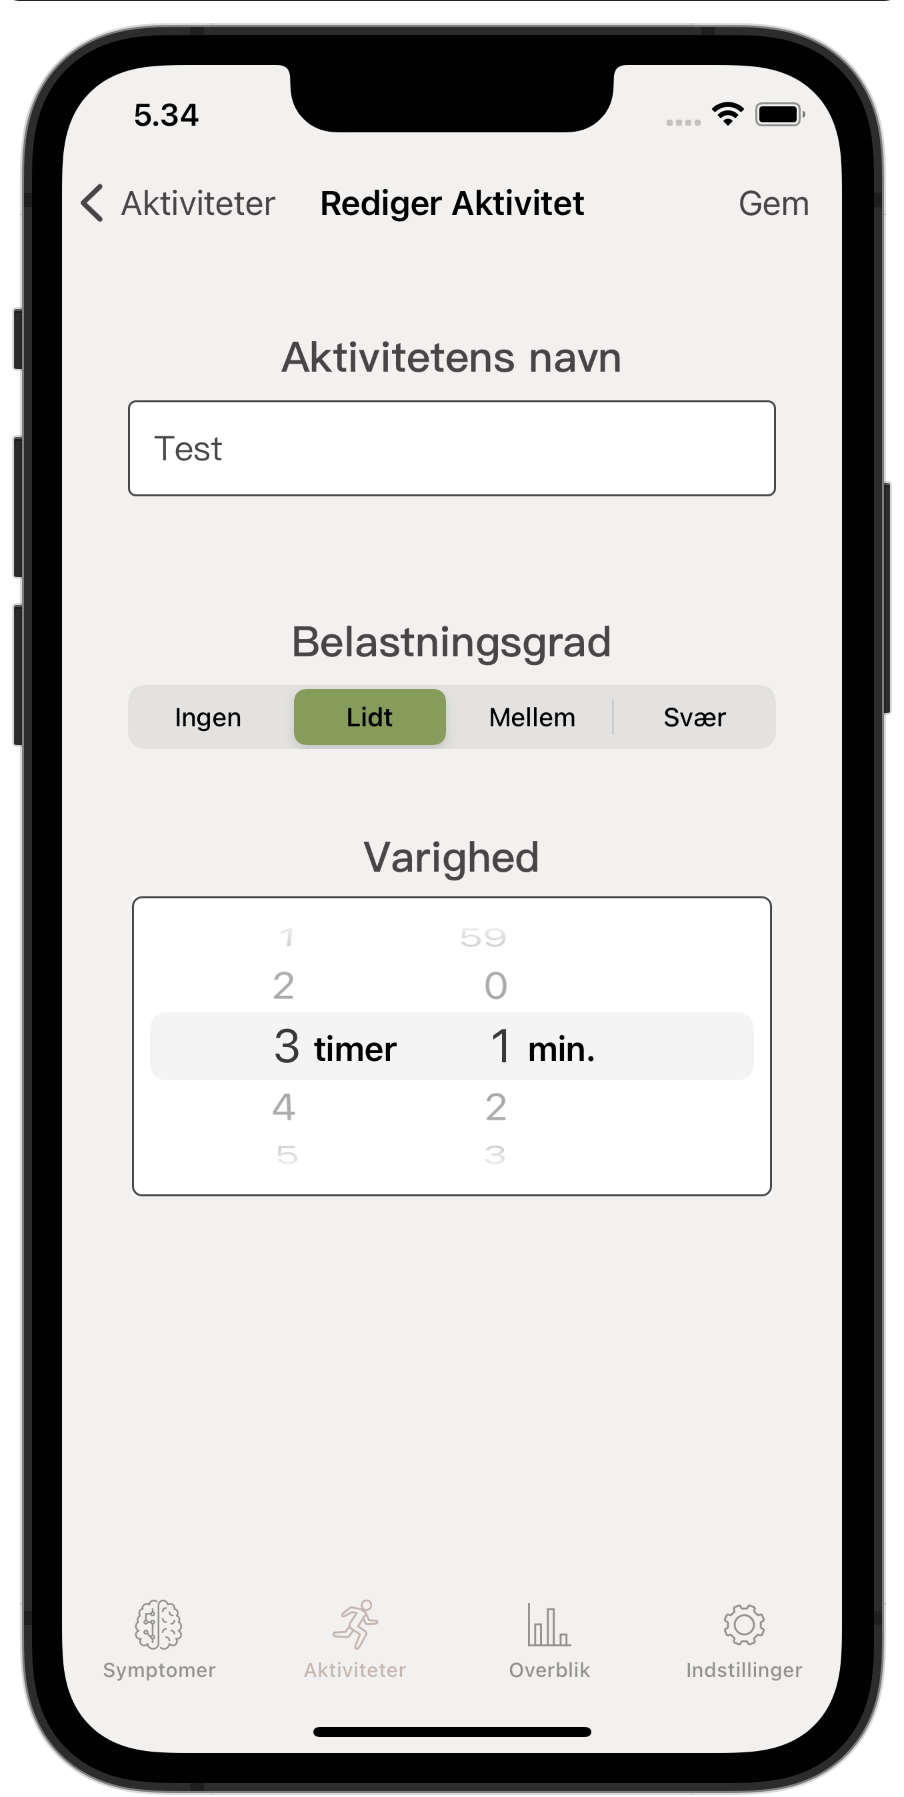 5.34
Aktiviteter Rediger Aktivitet Gem
Aktivitetens navn
Test
Belastningsgrad
Ingen Lidt Mellem Svær
Varighed
1 59
2 0
3 timer 1 min.
4 2
5 3
Symptomer Aktiviteter Overblik Indstillinger